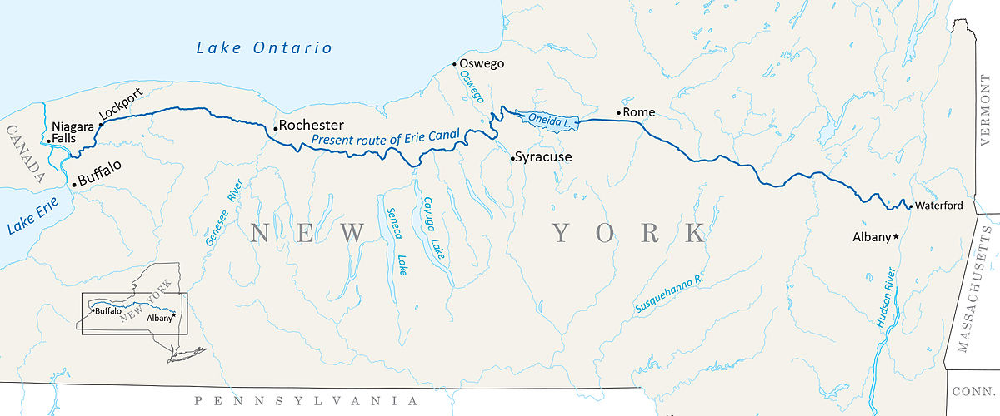 Lake Ontario
Oswego
Oswego
VERMONT
Lockport
Rome
Niagara
Falls
Rochester
Oneida L.
CANADA
Present route of Erie Canal
Syracuse
Buffalo
Lake Erie
Genesee River
Seneca Lake
Cayuga Lake
Waterford
NEW YORK
Albany
MASSACHUSETTS
Susquehanna R.
Hudson River
Buffalo
NEW YORK
Albany
PENNSYLVANIA
CONN.